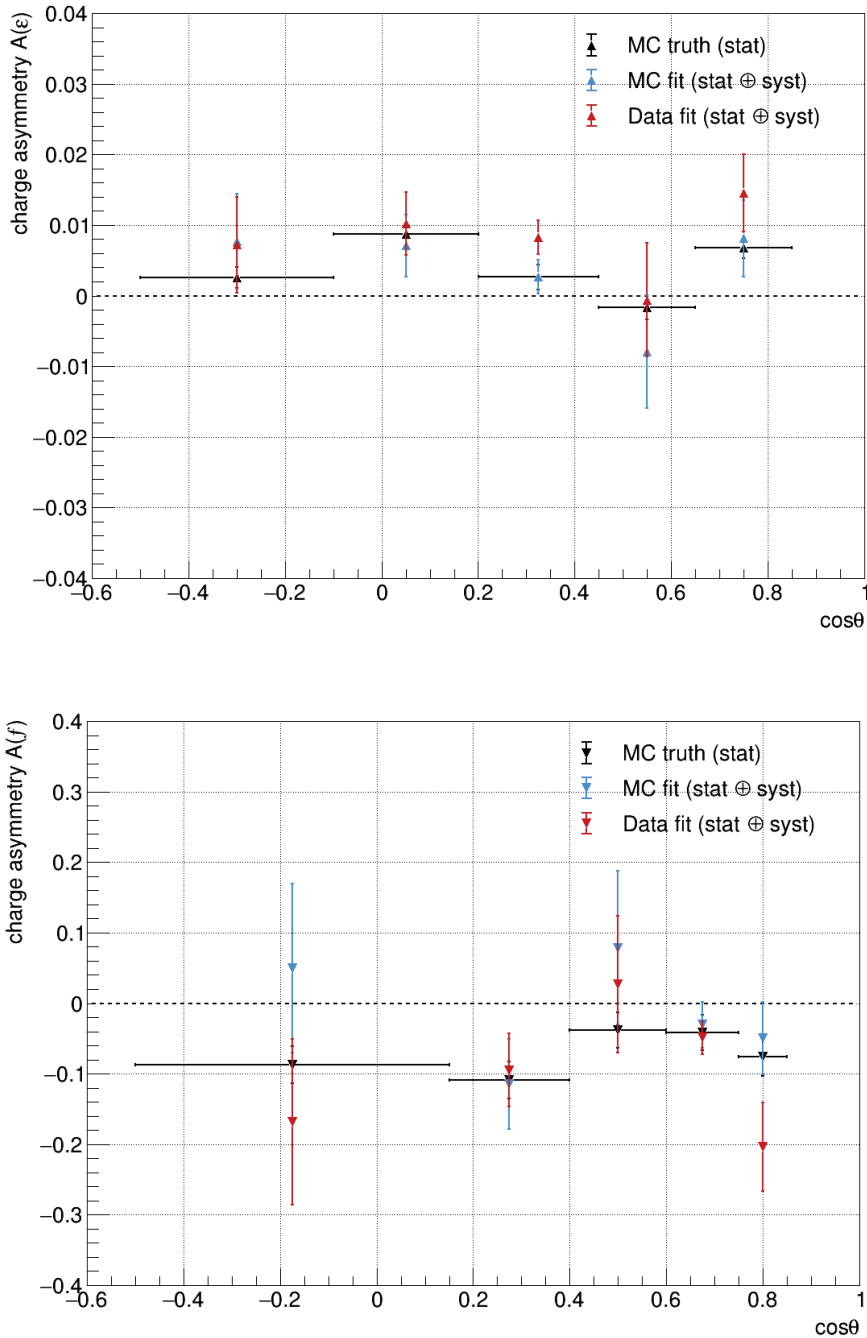 charge asymmetry A(ε)
0.04
0.03
0.02
0.01
0
−0.01
−0.02
−0.03
−0.04
MC truth (stat)
MC fit (stat ⊕ syst)
Data fit (stat ⊕ syst)
−0.6 −0.4 −0.2 0 0.2 0.4 0.6 0.8 1
cosθ
charge asymmetry A(f)
0.4
0.3
0.2
0.1
0
−0.1
−0.2
−0.3
−0.4
MC truth (stat)
MC fit (stat ⊕ syst)
Data fit (stat ⊕ syst)
−0.6 −0.4 −0.2 0 0.2 0.4 0.6 0.8 1
cosθ